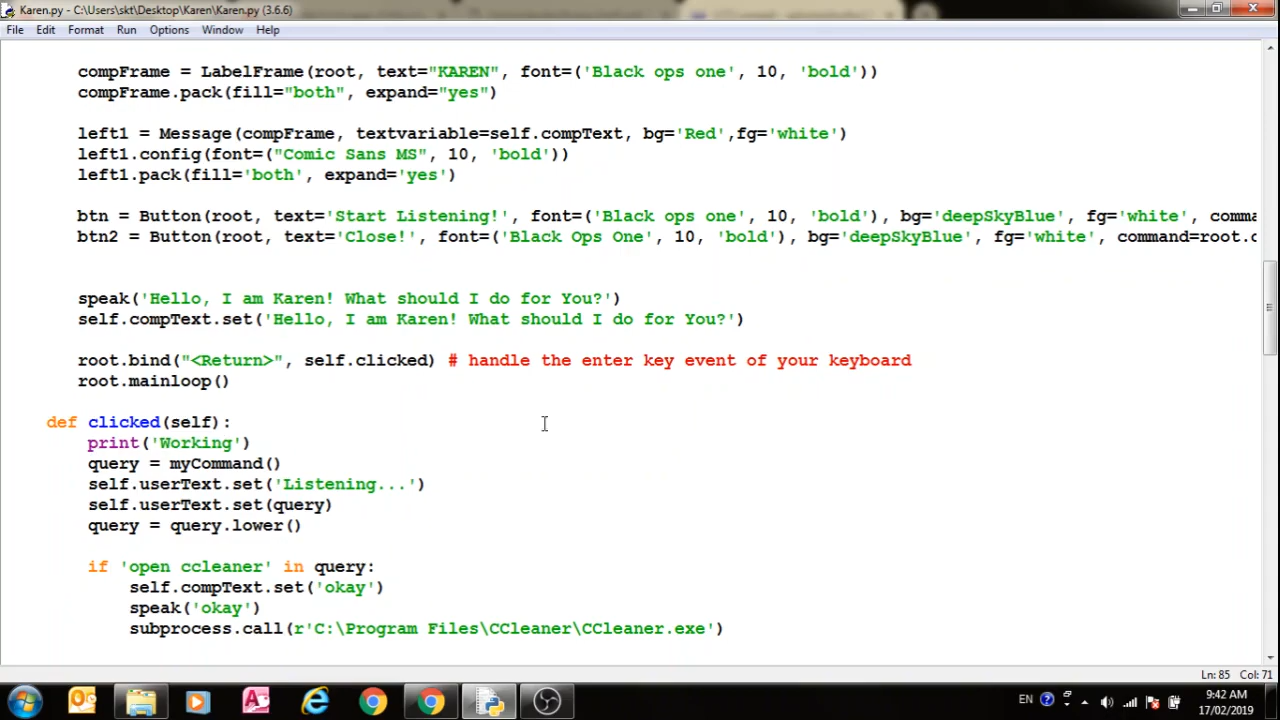 Karen.py - C:\Users\skt\Desktop\Karen\Karen.py (3.6.6)
File Edit Format Run Options Window Help
compFrame = LabelFrame(root, text="KAREN", font=('Black ops one', 10, 'bold'))
compFrame.pack(fill="both", expand="yes")
left1 = Message(compFrame, textvariable=self.compText, bg='Red',fg='white')
left1.config(font=("Comic Sans MS", 10, 'bold'))
left1.pack(fill='both', expand='yes')
btn = Button(root, text='Start Listening!', font=('Black ops one', 10, 'bold'), bg='deepSkyBlue', fg='white', comma
btn2 = Button(root, text='Close!', font=('Black Ops One', 10, 'bold'), bg='deepSkyBlue', fg='white', command=root.c
speak('Hello, I am Karen! What should I do for You?')
self.compText.set('Hello, I am Karen! What should I do for You?')
root.bind("<Return>", self.clicked) # handle the enter key event of your keyboard
root.mainloop()
def clicked(self):
print('Working')
query = myCommand()
self.userText.set('Listening...')
self.userText.set(query)
query = query.lower()
if 'open ccleaner' in query:
self.compText.set('okay')
speak('okay')
subprocess.call(r'C:\Program Files\CCleaner\CCleaner.exe')
Ln: 85 Col: 71
EN 9:42 AM
17/02/2019